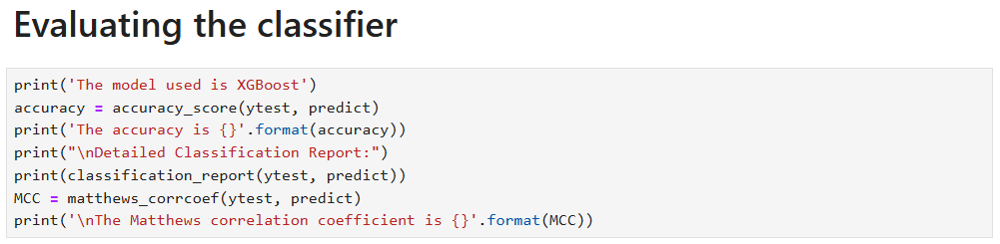 Evaluating the classifier
print('The model used is XGBoost')
accuracy = accuracy_score(ytest, predict)
print('The accuracy is {}'.format(accuracy))
print("\nDetailed Classification Report:")
print(classification_report(ytest, predict))
MCC = matthews_corrcoef(ytest, predict)
print('\nThe Matthews correlation coefficient is {}'.format(MCC))